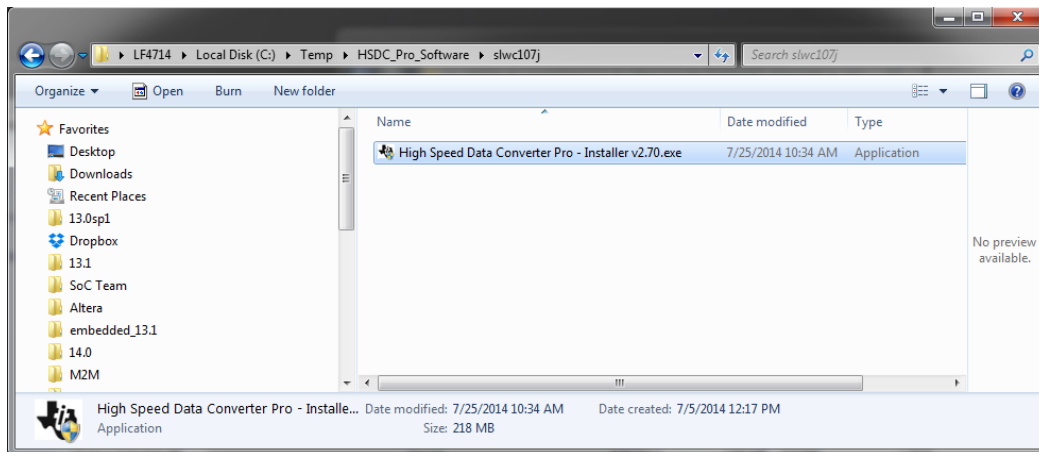 LF4714 ▸ Local Disk (C:) ▸ Temp ▸ HSDC_Pro_Software ▸ slwc107j
Search slwc107j
Organize Open Burn New folder
Favorites
Desktop
Downloads
Recent Places
13.0sp1
Dropbox
13.1
SoC Team
Altera
embedded_13.1
14.0
M2M
Name Date modified Type
High Speed Data Converter Pro - Installer v2.70.exe 7/25/2014 10:34 AM Application
No preview
available.
High Speed Data Converter Pro - Installe... Date modified: 7/25/2014 10:34 AM Date created: 7/5/2014 12:17 PM
Application Size: 218 MB